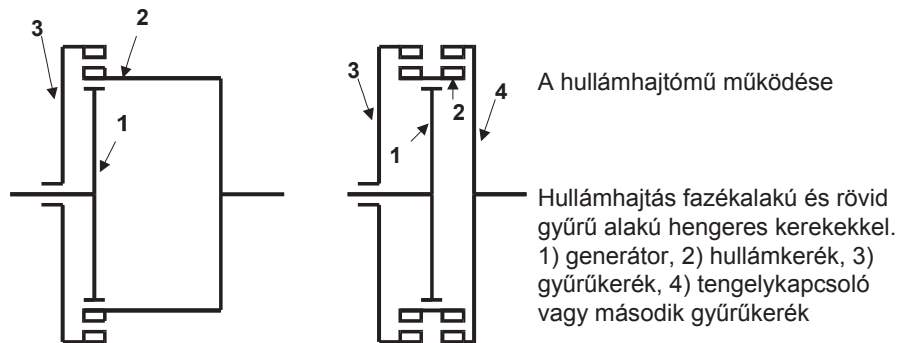 3
2
1
3
2
4
1
A hullámhajtómű működése
Hullámhajtás fazékalakú és rövid
gyűrű alakú hengeres kerekekkel.
1) generátor, 2) hullámkerék, 3)
gyűrűkerék, 4) tengelykapcsoló
vagy második gyűrűkerék